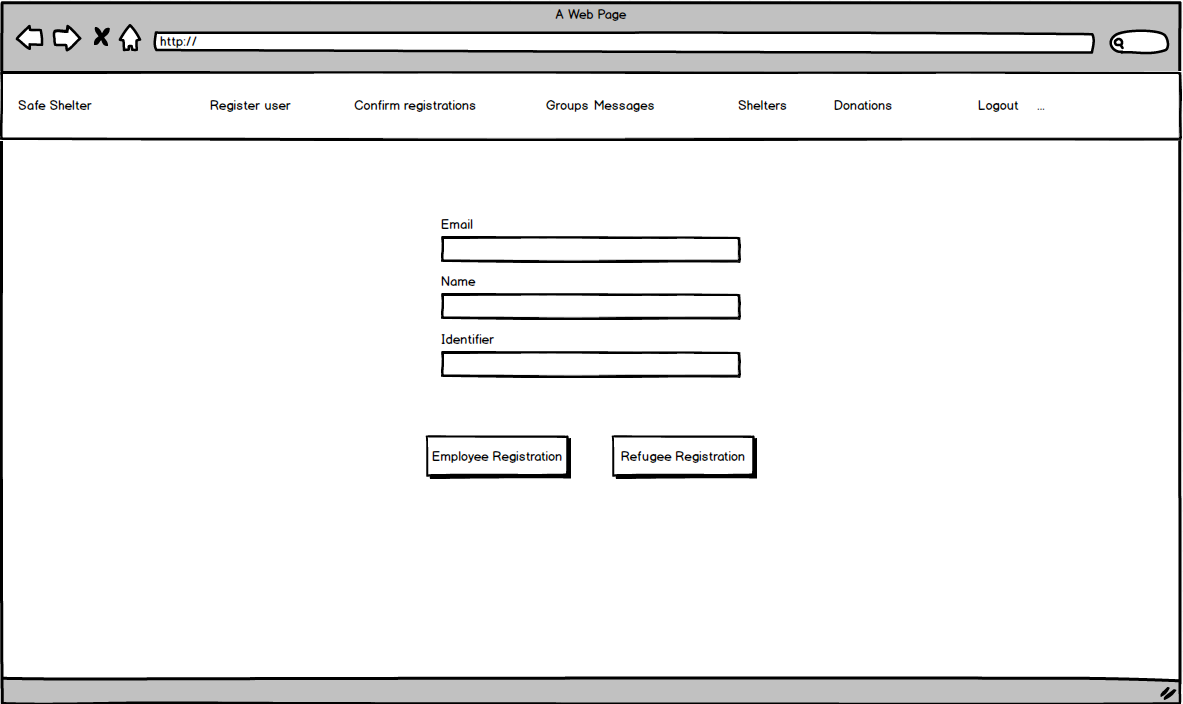 A Web Page
http://
Safe Shelter Register user Confirm registrations Groups Messages Shelters Donations Logout ...
Email
Name
Identifier
Employee Registration Refugee Registration